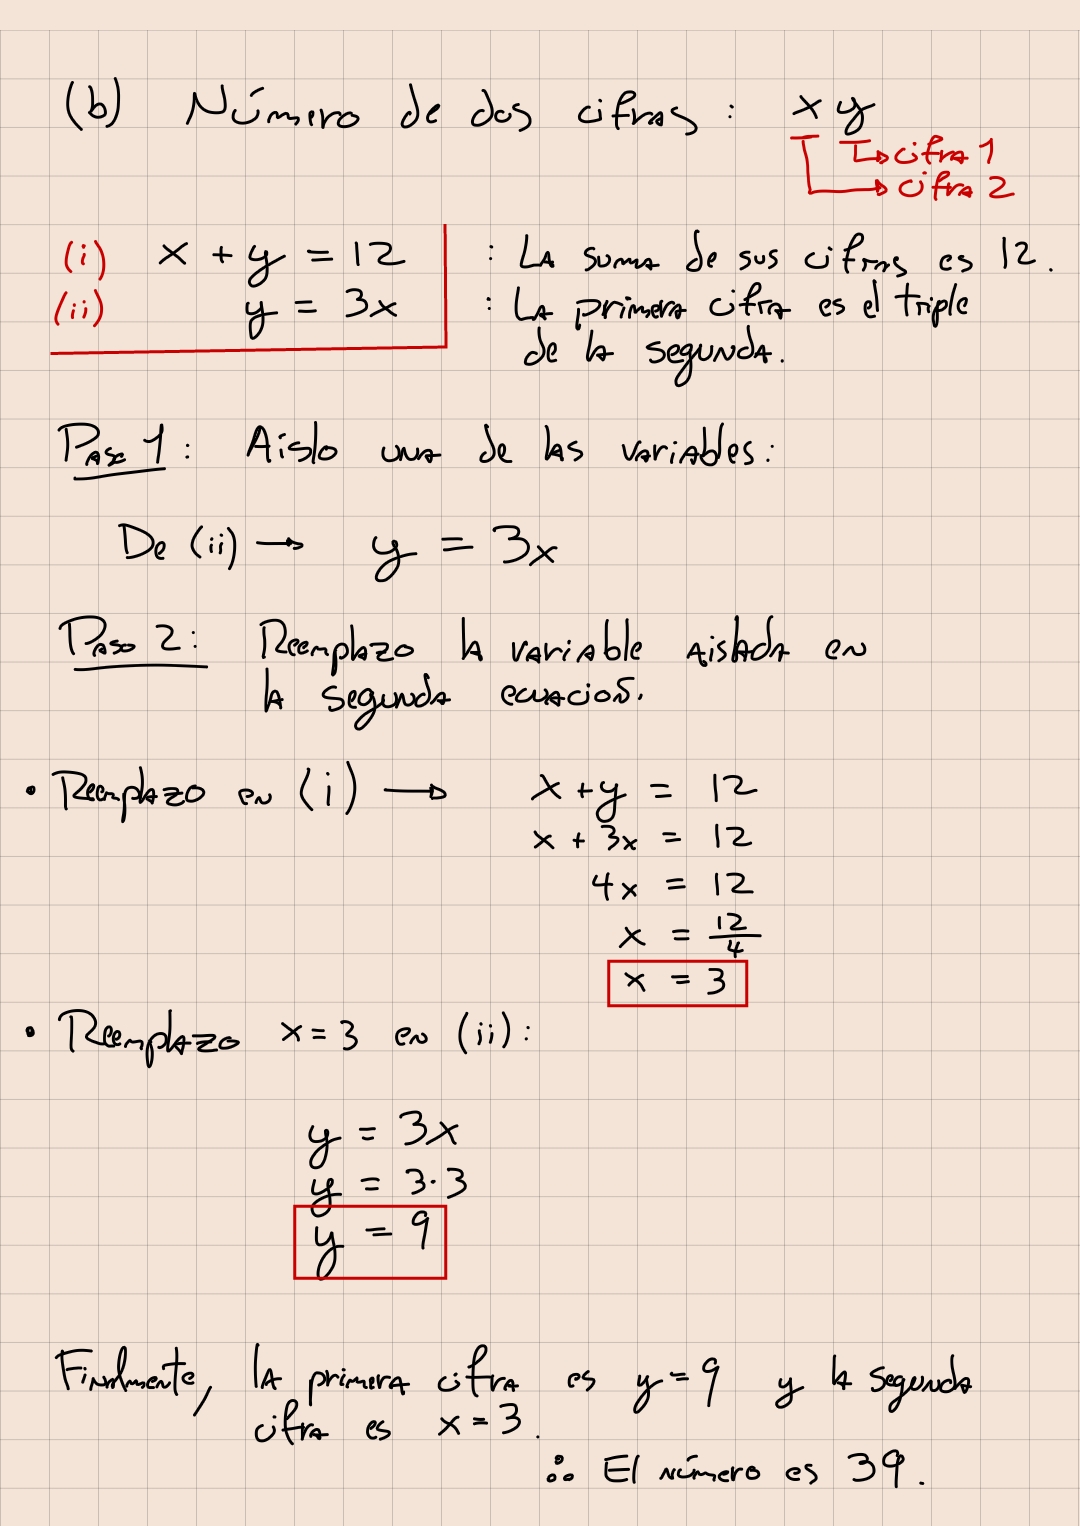 (b) Número de dos cifras : xy
cifra 1
cifra 2
(i) x + y = 12 : La suma de sus cifras es 12.
(ii) y = 3x : La primera cifra es el triple
de la segunda.
Paso 1 : Aislo una de las variables :
De (ii) → y = 3x
Paso 2 : Reemplazo la variable aislada en
la segunda ecuación.
• Reemplazo en (i) → x + y = 12
x + 3x = 12
4x = 12
x = 12/4
x = 3
• Reemplazo x = 3 en (ii) :
y = 3x
y = 3·3
y = 9
Finalmente, la primera cifra es y = 9 y la segunda
cifra es x = 3.
∴ El número es 39.